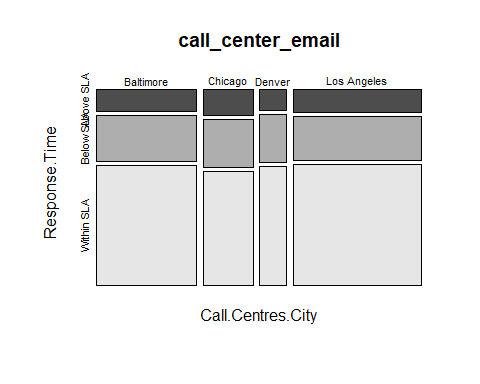 call_center_email
Baltimore Chicago Denver Los Angeles
Above SLA
Below SLA
Within SLA
Response.Time
Call.Centres.City